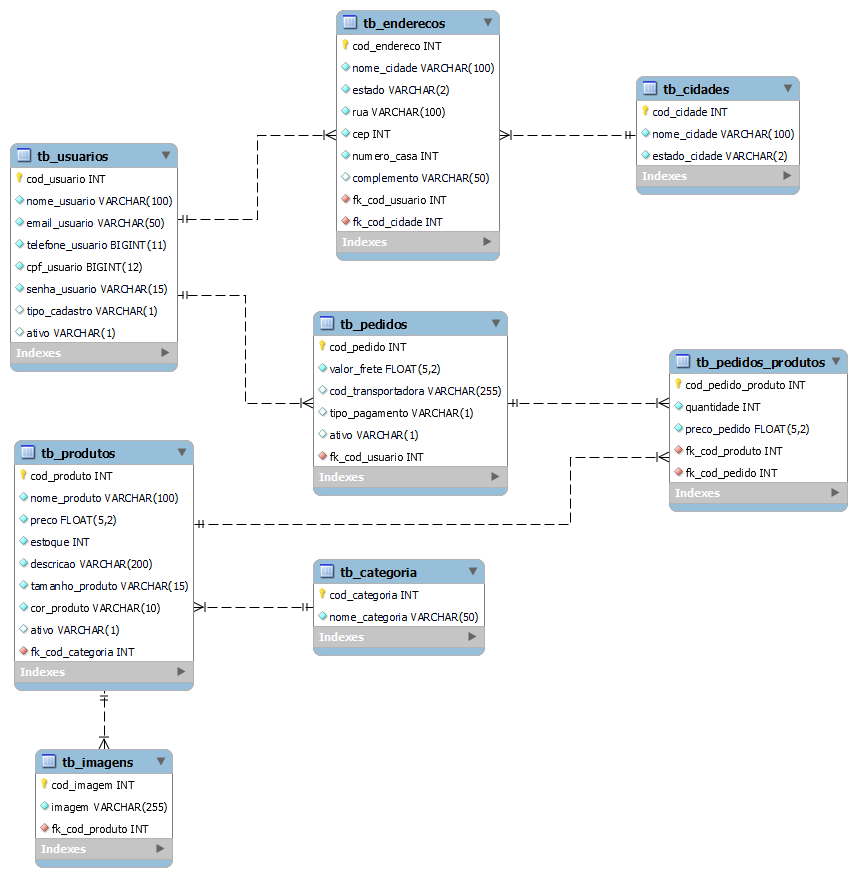 tb_enderecos
cod_endereco INT
nome_cidade VARCHAR(100)
estado VARCHAR(2)
rua VARCHAR(100)
cep INT
numero_casa INT
complemento VARCHAR(50)
fk_cod_usuario INT
fk_cod_cidade INT
Indexes
tb_cidades
cod_cidade INT
nome_cidade VARCHAR(100)
estado_cidade VARCHAR(2)
Indexes
tb_usuarios
cod_usuario INT
nome_usuario VARCHAR(100)
email_usuario VARCHAR(50)
telefone_usuario BIGINT(11)
cpf_usuario BIGINT(12)
senha_usuario VARCHAR(15)
tipo_cadastro VARCHAR(1)
ativo VARCHAR(1)
Indexes
tb_pedidos
cod_pedido INT
valor_frete FLOAT(5,2)
cod_transportadora VARCHAR(255)
tipo_pagamento VARCHAR(1)
ativo VARCHAR(1)
fk_cod_usuario INT
Indexes
tb_pedidos_produtos
cod_pedido_produto INT
quantidade INT
preco_pedido FLOAT(5,2)
fk_cod_produto INT
fk_cod_pedido INT
Indexes
tb_produtos
cod_produto INT
nome_produto VARCHAR(100)
preco FLOAT(5,2)
estoque INT
descricao VARCHAR(200)
tamanho_produto VARCHAR(15)
cor_produto VARCHAR(10)
ativo VARCHAR(1)
fk_cod_categoria INT
Indexes
tb_categoria
cod_categoria INT
nome_categoria VARCHAR(50)
Indexes
tb_imagens
cod_imagem INT
imagem VARCHAR(255)
fk_cod_produto INT
Indexes